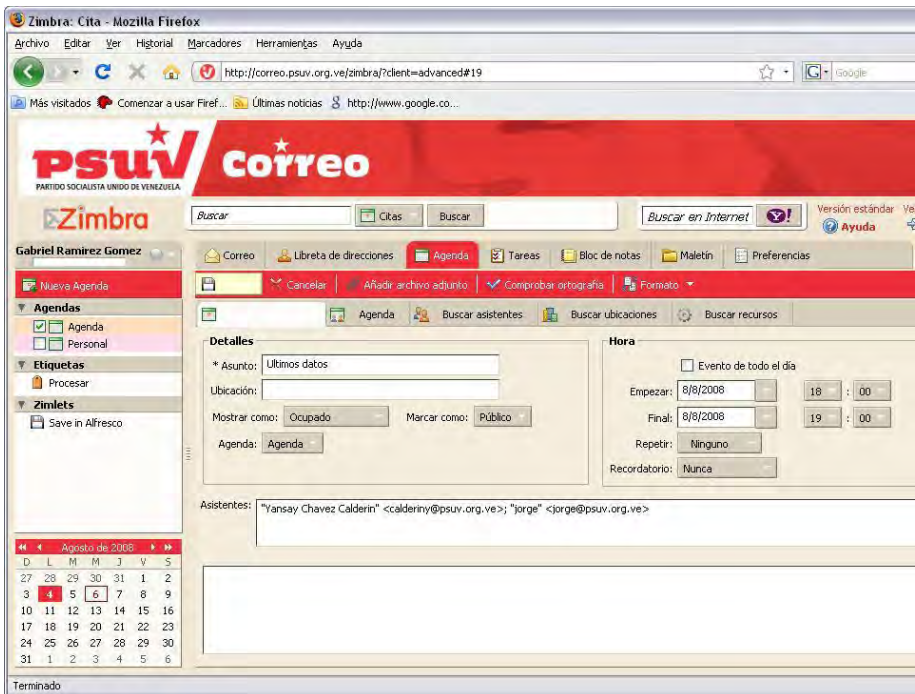 Zimbra: Cita - Mozilla Firefox
Archivo Editar Ver Historial Marcadores Herramientas Ayuda
http://correo.psuv.org.ve/zimbra/?client=advanced#19 G Google
Más visitados Comenzar a usar Firef... Últimas noticias http://www.google.co...
psuv Correo
PARTIDO SOCIALISTA UNIDO DE VENEZUELA
Zimbra
Buscar Citas Buscar Buscar en Internet Y! Versión estándar Ve
Ayuda
Gabriel Ramirez Gomez
Correo Libreta de direcciones Agenda Tareas Bloc de notas Maletín Preferencias
Nueva Agenda
Cancelar Añadir archivo adjunto Comprobar ortografía Formato
Agendas
Agenda
Personal
Etiquetas
Procesar
Zimlets
Save in Alfresco
Agenda Buscar asistentes Buscar ubicaciones Buscar recursos
Detalles
* Asunto: Ultimos datos
Ubicación:
Mostrar como: Ocupado Marcar como: Público
Agenda: Agenda
Hora
Evento de todo el día
Empezar: 8/8/2008 18 : 00
Final: 8/8/2008 19 : 00
Repetir: Ninguno
Recordatorio: Nunca
Asistentes: "Yansay Chavez Calderin" <calderiny@psuv.org.ve>; "jorge" <jorge@psuv.org.ve>
Agosto de 2008
D L M M J V S
27 28 29 30 31 1 2
3 4 5 6 7 8 9
10 11 12 13 14 15 16
17 18 19 20 21 22 23
24 25 26 27 28 29 30
31 1 2 3 4 5 6
Terminado